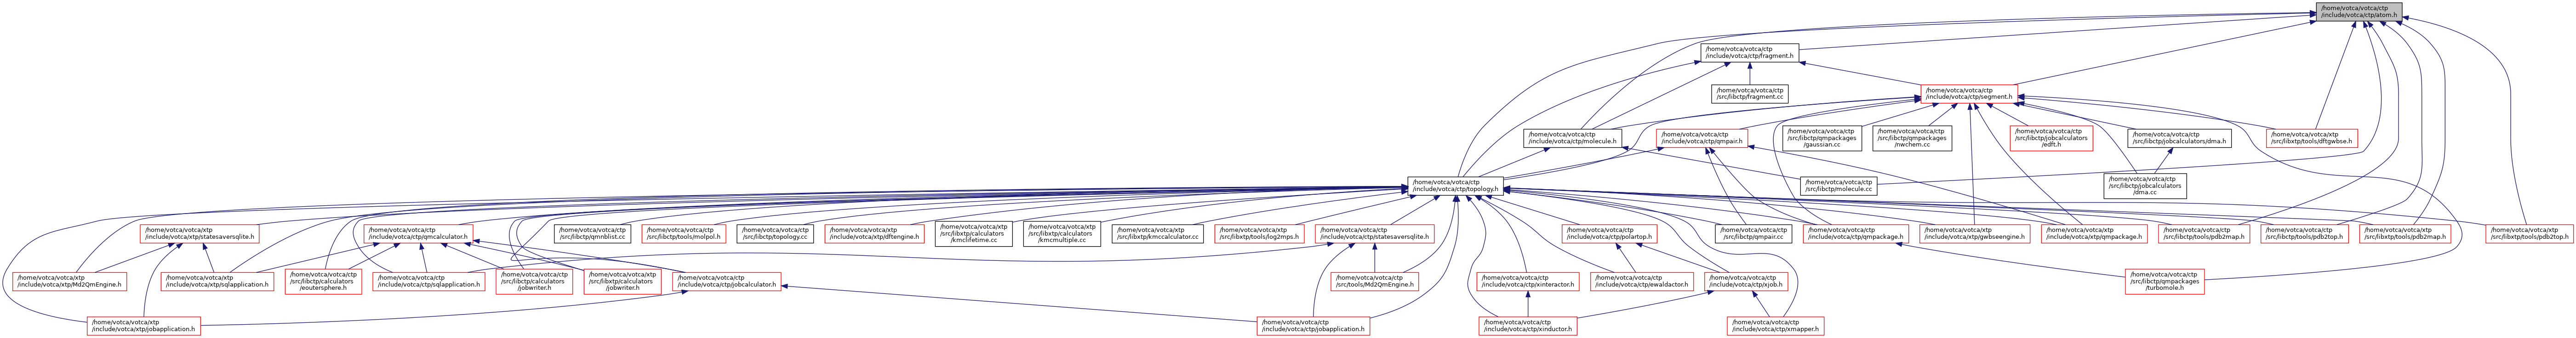 /home/votca/votca/ctp
/include/votca/ctp/atom.h
/home/votca/votca/ctp
/include/votca/ctp/fragment.h
/home/votca/votca/ctp
/src/libctp/fragment.cc
/home/votca/votca/ctp
/include/votca/ctp/segment.h
/home/votca/votca/ctp
/include/votca/ctp/molecule.h
/home/votca/votca/ctp
/include/votca/ctp/qmpair.h
/home/votca/votca/ctp
/src/libctp/qmpackages
/gaussian.cc
/home/votca/votca/ctp
/src/libctp/qmpackages
/nwchem.cc
/home/votca/votca/ctp
/src/libctp/jobcalculators
/edft.h
/home/votca/votca/ctp
/src/libctp/jobcalculators/dma.h
/home/votca/votca/xtp
/src/libxtp/tools/dftgwbse.h
/home/votca/votca/ctp
/include/votca/ctp/topology.h
/home/votca/votca/ctp
/src/libctp/molecule.cc
/home/votca/votca/ctp
/src/libctp/jobcalculators
/dma.cc
/home/votca/votca/xtp
/include/votca/xtp/statesaversqlite.h
/home/votca/votca/ctp
/include/votca/ctp/qmcalculator.h
/home/votca/votca/ctp
/src/libctp/qmnblist.cc
/home/votca/votca/ctp
/src/libctp/tools/molpol.h
/home/votca/votca/ctp
/src/libctp/topology.cc
/home/votca/votca/xtp
/include/votca/xtp/dftengine.h
/home/votca/votca/xtp
/src/libxtp/calculators
/kmclifetime.cc
/home/votca/votca/xtp
/src/libxtp/calculators
/kmcmultiple.cc
/home/votca/votca/xtp
/src/libxtp/kmccalculator.cc
/home/votca/votca/xtp
/src/libxtp/tools/log2mps.h
/home/votca/votca/ctp
/include/votca/ctp/statesaversqlite.h
/home/votca/votca/ctp
/include/votca/ctp/polartop.h
/home/votca/votca/ctp
/src/libctp/qmpair.cc
/home/votca/votca/ctp
/include/votca/ctp/qmpackage.h
/home/votca/votca/xtp
/include/votca/xtp/gwbseengine.h
/home/votca/votca/xtp
/include/votca/xtp/qmpackage.h
/home/votca/votca/ctp
/src/libctp/tools/pdb2map.h
/home/votca/votca/ctp
/src/libctp/tools/pdb2top.h
/home/votca/votca/xtp
/src/libxtp/tools/pdb2map.h
/home/votca/votca/xtp
/src/libxtp/tools/pdb2top.h
/home/votca/votca/xtp
/include/votca/xtp/Md2QmEngine.h
/home/votca/votca/xtp
/include/votca/xtp/sqlapplication.h
/home/votca/votca/ctp
/src/libctp/calculators
/eoutersphere.h
/home/votca/votca/ctp
/include/votca/ctp/sqlapplication.h
/home/votca/votca/ctp
/src/libctp/calculators
/jobwriter.h
/home/votca/votca/xtp
/src/libxtp/calculators
/jobwriter.h
/home/votca/votca/ctp
/include/votca/ctp/jobcalculator.h
/home/votca/votca/ctp
/src/tools/Md2QmEngine.h
/home/votca/votca/ctp
/include/votca/ctp/xinteractor.h
/home/votca/votca/ctp
/include/votca/ctp/ewaldactor.h
/home/votca/votca/ctp
/include/votca/ctp/xjob.h
/home/votca/votca/ctp
/src/libctp/qmpackages
/turbomole.h
/home/votca/votca/xtp
/include/votca/xtp/jobapplication.h
/home/votca/votca/ctp
/include/votca/ctp/jobapplication.h
/home/votca/votca/ctp
/include/votca/ctp/xinductor.h
/home/votca/votca/ctp
/include/votca/ctp/xmapper.h